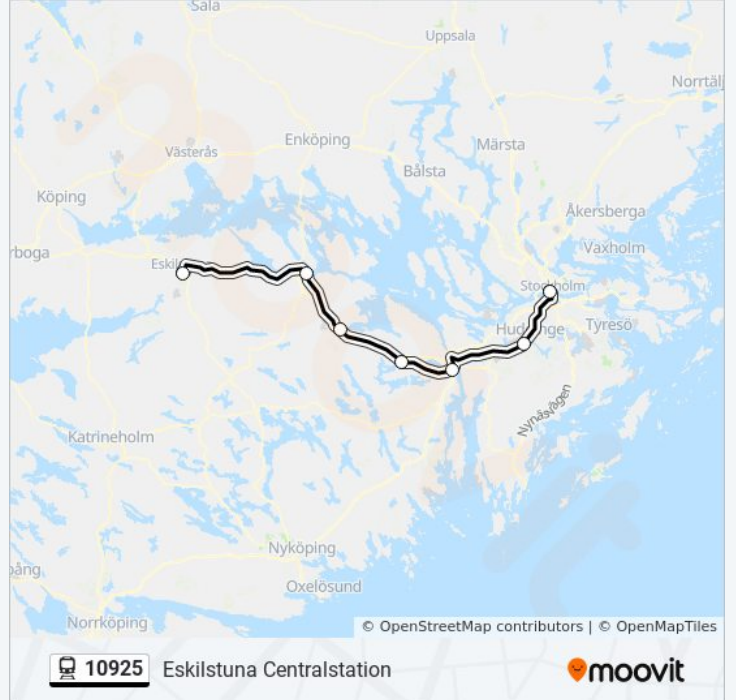 Sala
Uppsala
Norrtälj
Enköping
Märsta
Västerås
Bålsta
Köping
Åkersberga
Vaxholm
rboga
Eskil
Stockholm
Huddinge
Tyresö
Nynäsvägen
Katrineholm
Nyköping
pång
Oxelösund
Norrköping
© OpenStreetMap contributors | © OpenMapTiles
10925 Eskilstuna Centralstation
moovit